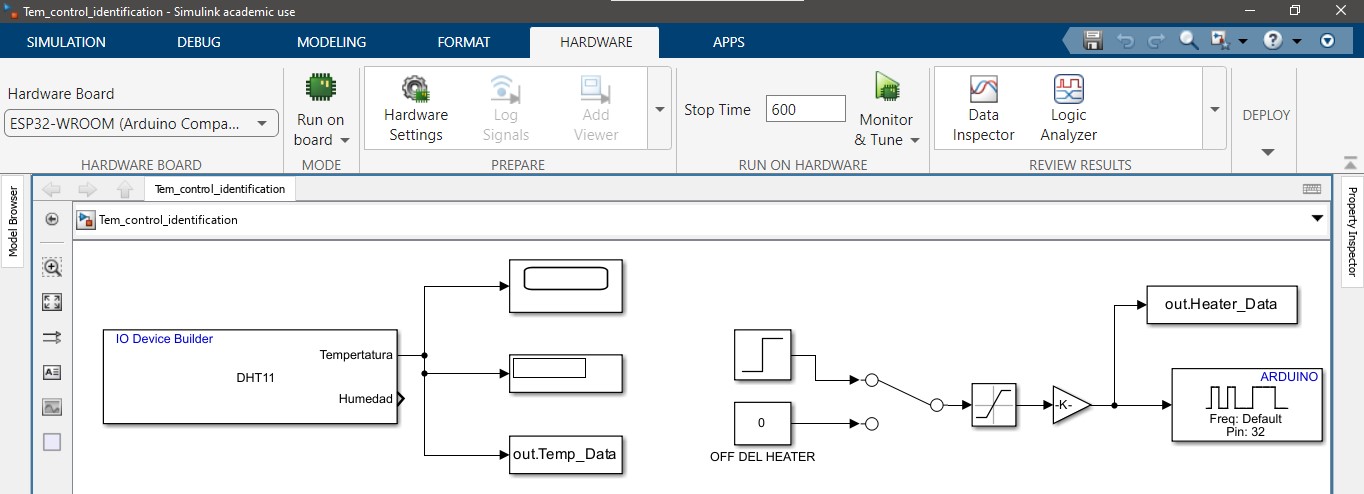 Tem_control_identification - Simulink academic use
SIMULATION DEBUG MODELING FORMAT HARDWARE APPS
Hardware Board
ESP32-WROOM (Arduino Compa...
HARDWARE BOARD
Run on
board
MODE
Hardware
Settings
Log
Signals
Add
Viewer
PREPARE
Stop Time 600
Monitor
& Tune
RUN ON HARDWARE
Data
Inspector
Logic
Analyzer
REVIEW RESULTS
DEPLOY
Model Browser
Tem_control_identification
Tem_control_identification
Property Inspector
IO Device Builder
Tempertatura
DHT11
Humedad
out.Temp_Data
0
OFF DEL HEATER
-K-
out.Heater_Data
ARDUINO
Freq: Default
Pin: 32